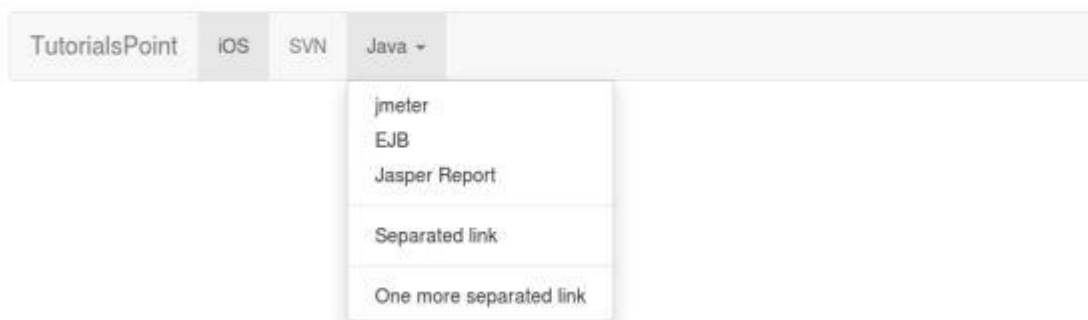 TutorialsPoint iOS SVN Java
jmeter
EJB
Jasper Report
Separated link
One more separated link